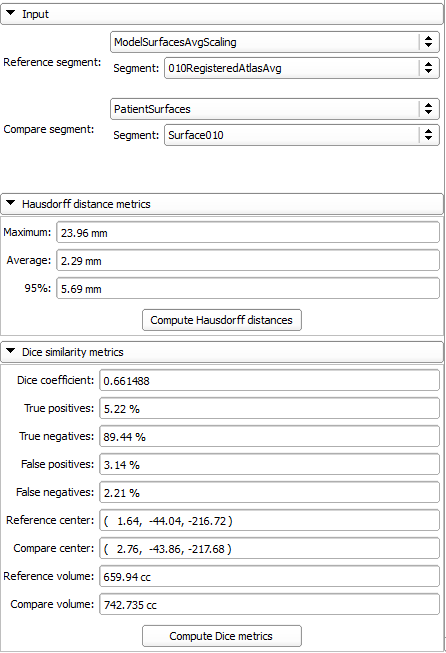 Input
ModelSurfacesAvgScaling
Reference segment:
Segment: 010RegisteredAtlasAvg
PatientSurfaces
Compare segment:
Segment: Surface010
Hausdorff distance metrics
Maximum: 23.96 mm
Average: 2.29 mm
95%: 5.69 mm
Compute Hausdorff distances
Dice similarity metrics
Dice coefficient: 0.661488
True positives: 5.22 %
True negatives: 89.44 %
False positives: 3.14 %
False negatives: 2.21 %
Reference center: ( 1.64, -44.04, -216.72 )
Compare center: ( 2.76, -43.86, -217.68 )
Reference volume: 659.94 cc
Compare volume: 742.735 cc
Compute Dice metrics